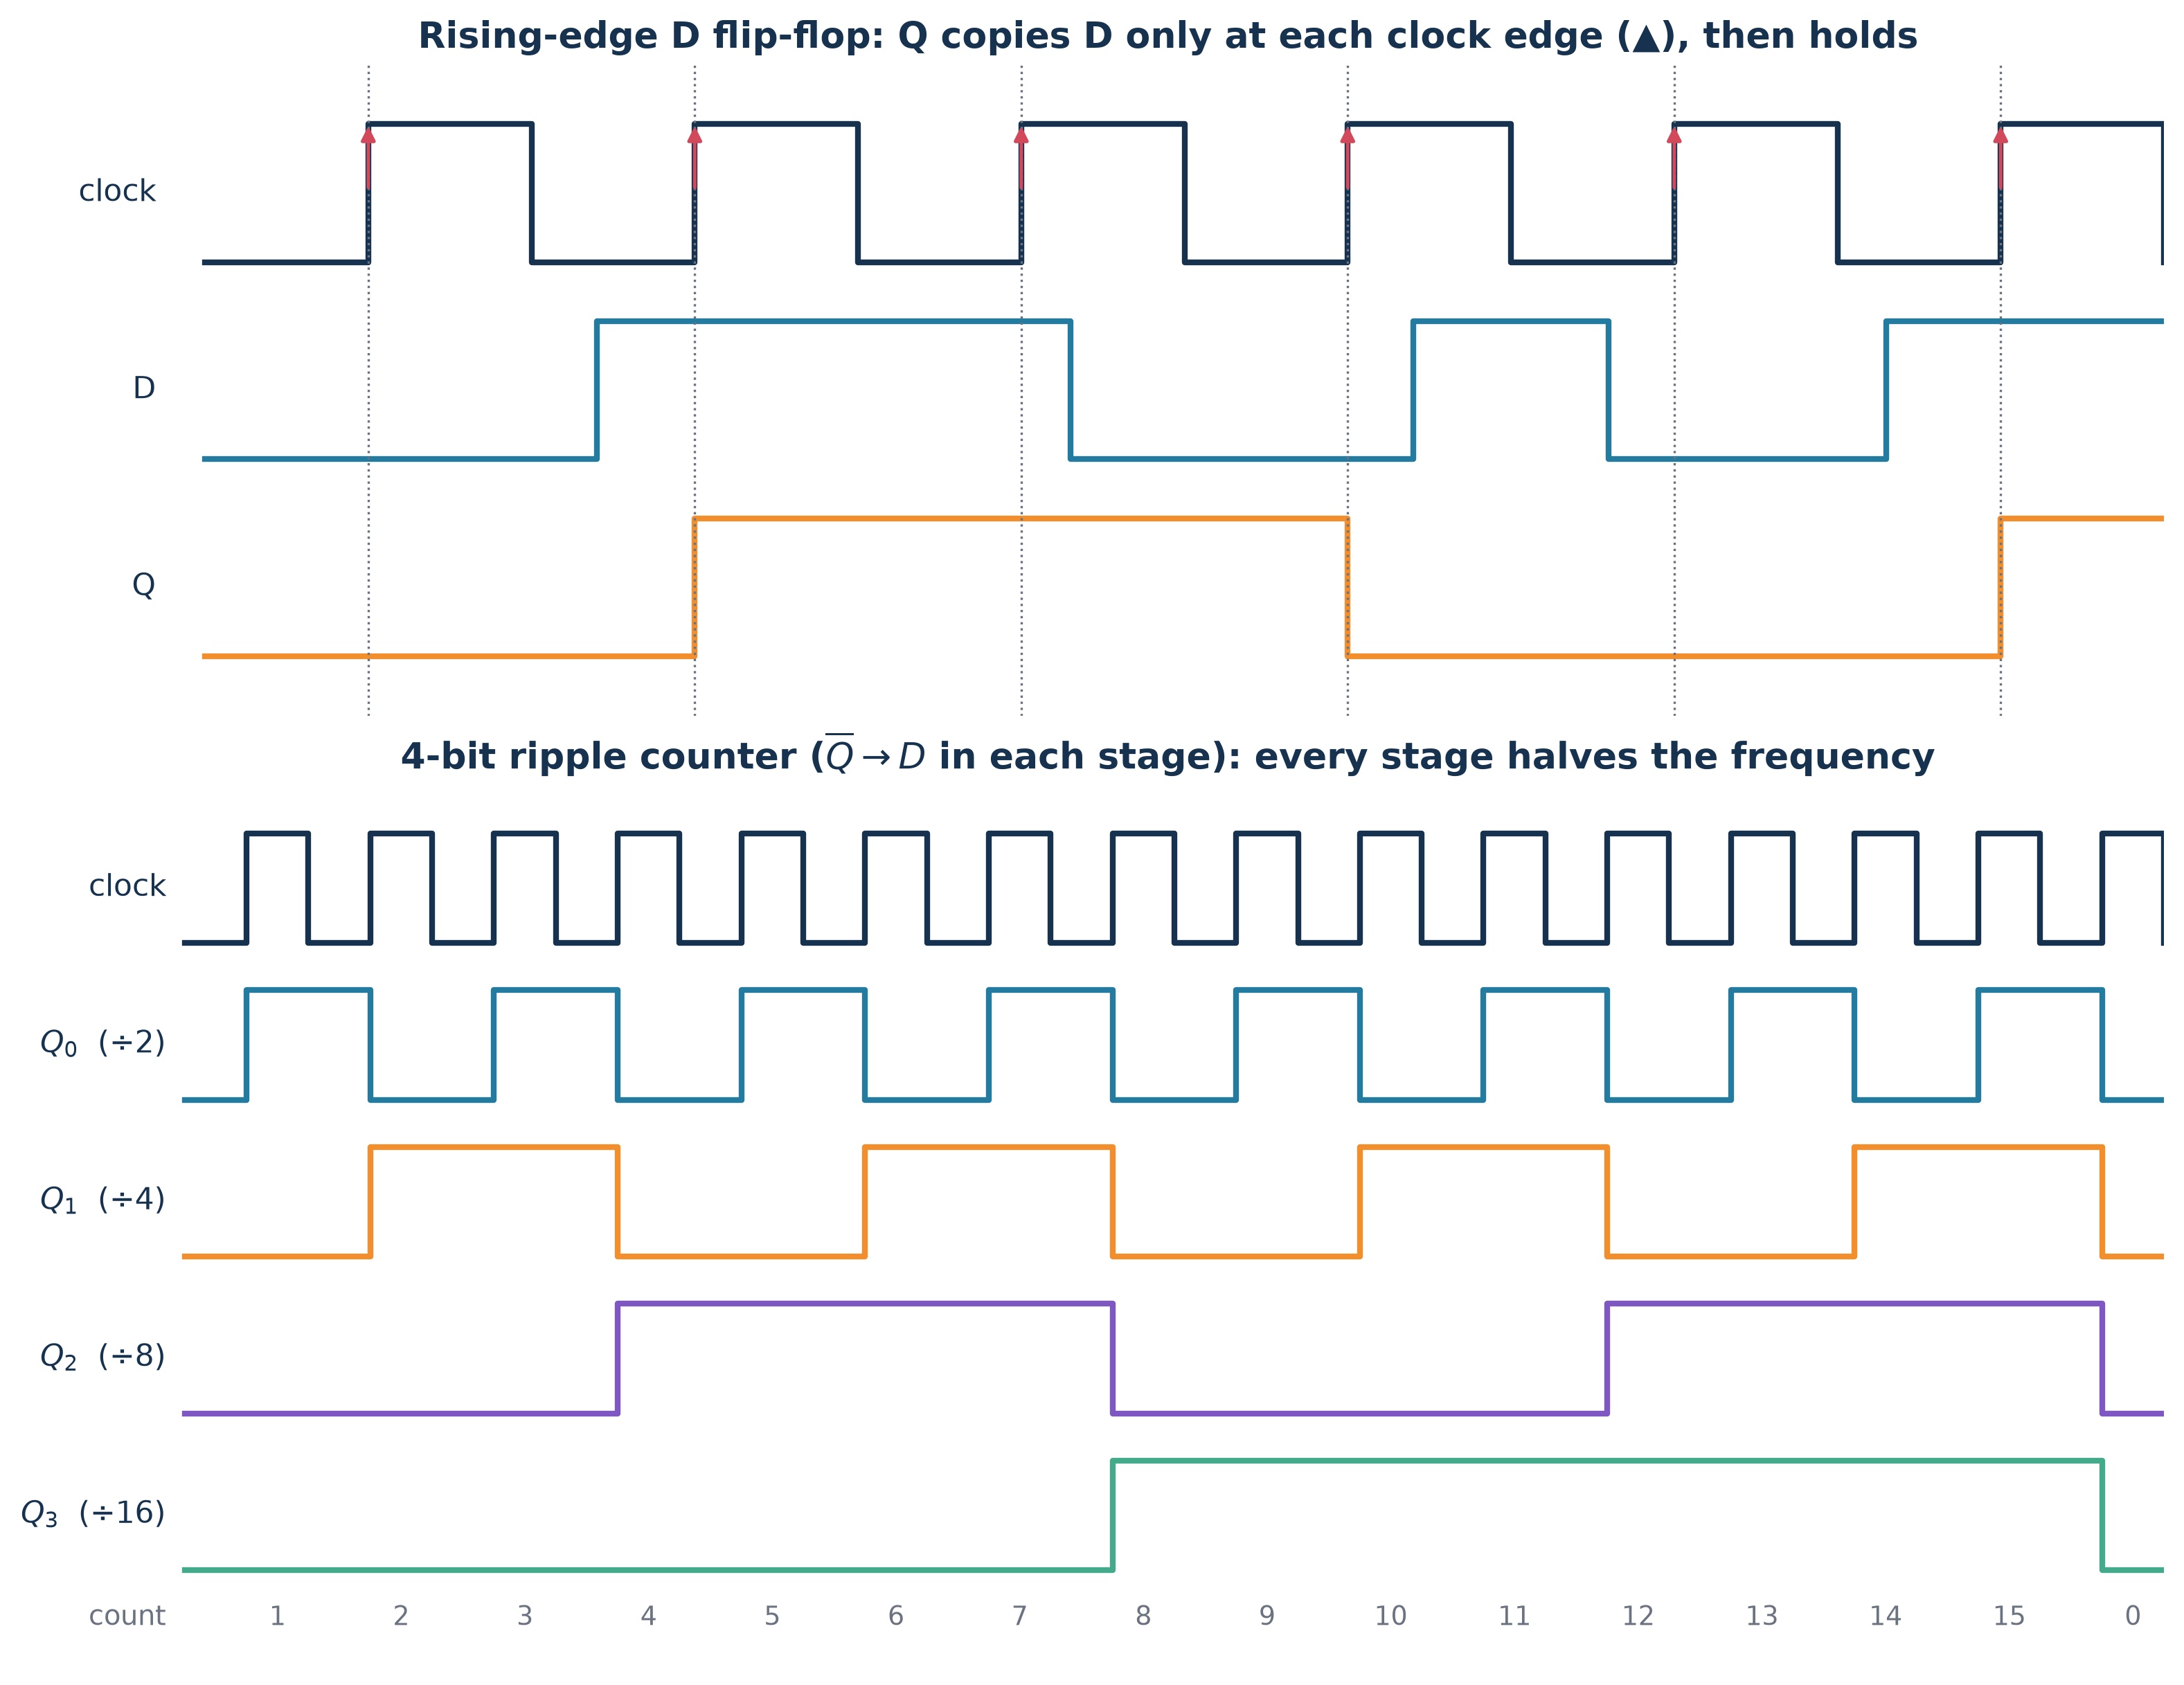 Rising-edge D flip-flop: Q copies D only at each clock edge (▲), then holds
clock
D
Q
4-bit ripple counter (Q̅ → D in each stage): every stage halves the frequency
clock
Q₀ (÷2)
Q₁ (÷4)
Q₂ (÷8)
Q₃ (÷16)
count 1 2 3 4 5 6 7 8 9 10 11 12 13 14 15 0